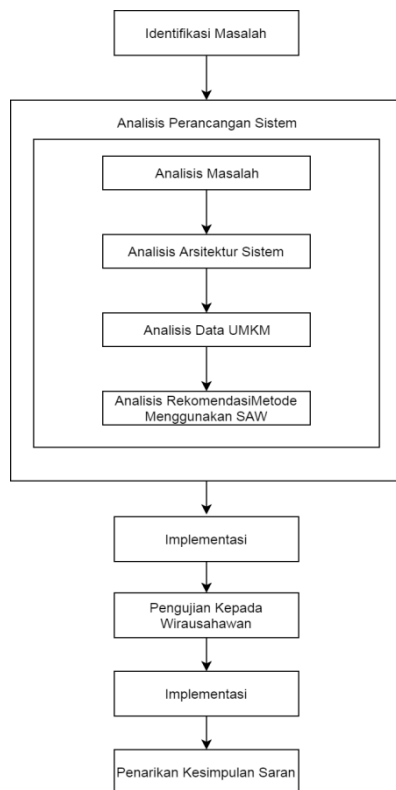 Identifikasi Masalah
Analisis Perancangan Sistem
Analisis Masalah
Analisis Arsitektur Sistem
Analisis Data UMKM
Analisis RekomendasiMetode
Menggunakan SAW
Implementasi
Pengujian Kepada
Wirausahawan
Implementasi
Penarikan Kesimpulan Saran